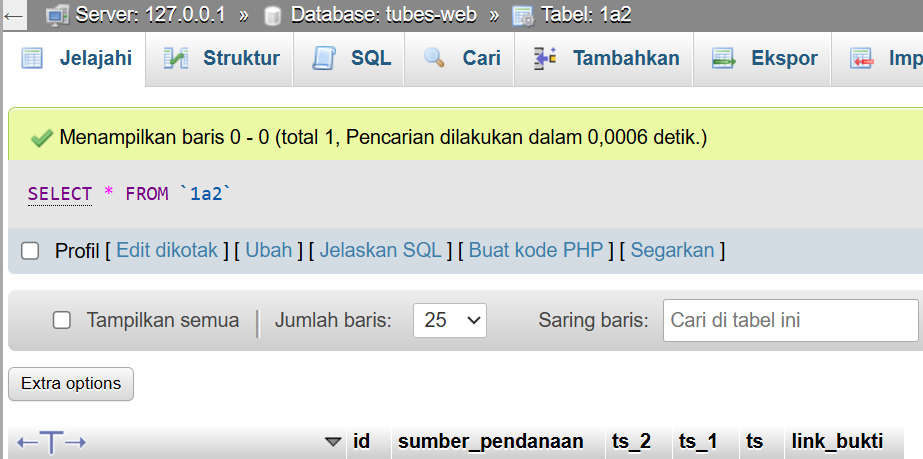 Server: 127.0.0.1 » Database: tubes-web » Tabel: 1a2
Jelajahi Struktur SQL Cari Tambahkan Ekspor Imp
Menampilkan baris 0 - 0 (total 1, Pencarian dilakukan dalam 0,0006 detik.)
SELECT * FROM `1a2`
Profil [ Edit dikotak ] [ Ubah ] [ Jelaskan SQL ] [ Buat kode PHP ] [ Segarkan ]
Tampilkan semua Jumlah baris: 25 Saring baris: Cari di tabel ini
Extra options
←T→ id sumber_pendanaan ts_2 ts_1 ts link_bukti